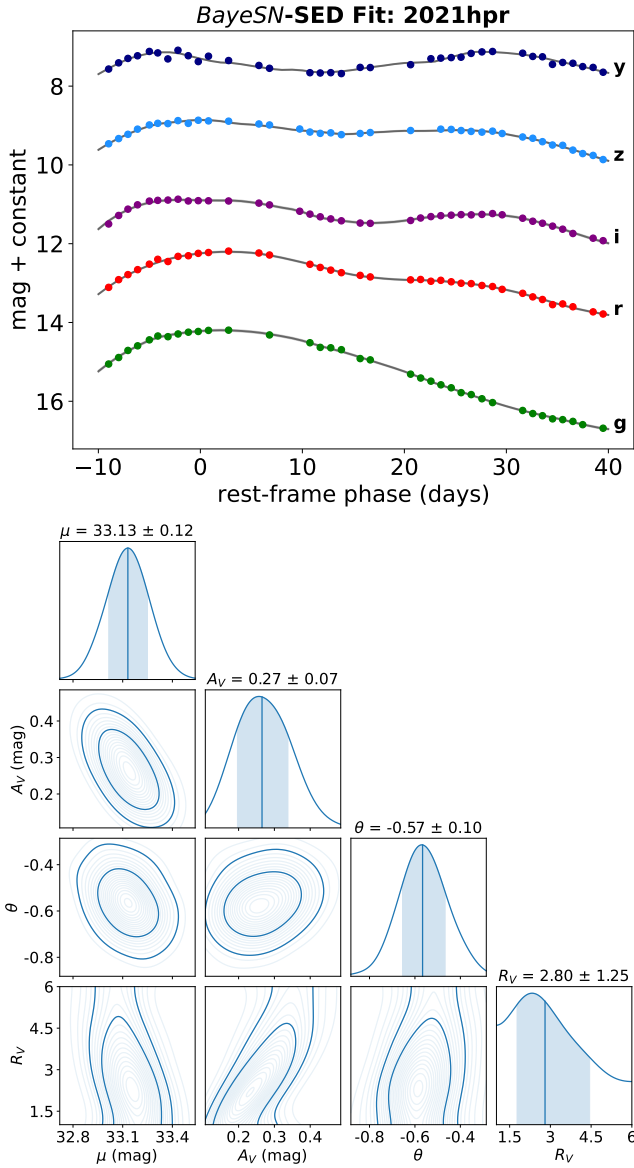 BayeSN-SED Fit: 2021hpr
8
10
12
14
16
mag + constant
y
z
i
r
g
−10 0 10 20 30 40
rest-frame phase (days)
μ = 33.13 ± 0.12
A_V = 0.27 ± 0.07
0.4
0.3
0.2
A_V (mag)
θ = -0.57 ± 0.10
-0.4
-0.6
-0.8
θ
R_V = 2.80 ± 1.25
6
4.5
3
1.5
R_V
32.8 33.1 33.4
0.2 0.3 0.4
-0.8 -0.6 -0.4
1.5 3 4.5 6
μ (mag)
A_V (mag)
θ
R_V